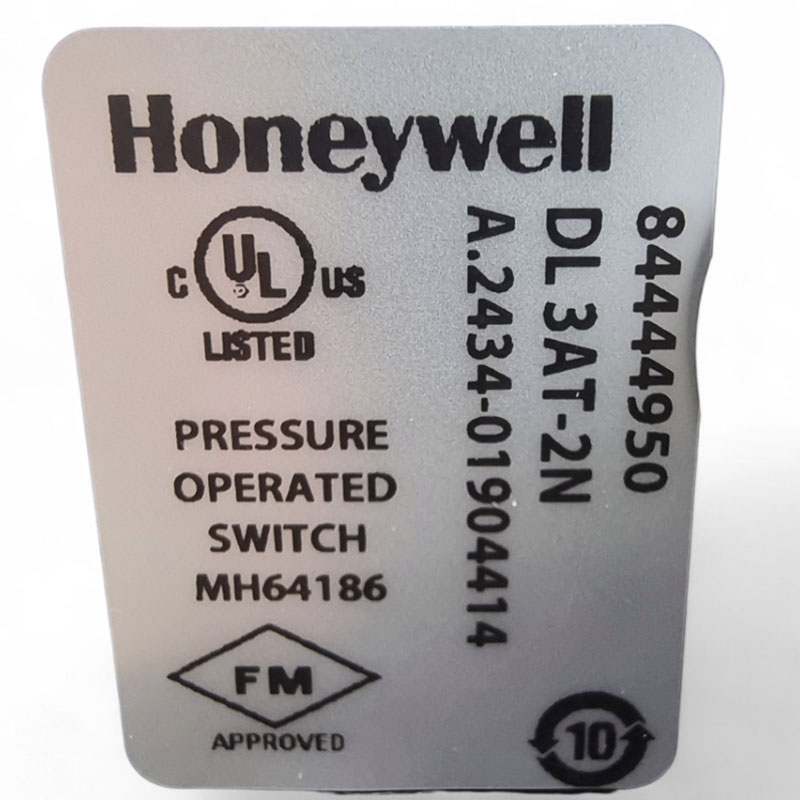 Honeywell
C UL US
LISTED
PRESSURE
OPERATED
SWITCH
MH64186
FM
APPROVED
84444950
DL 3AT-2N
A.2434-01904414
10